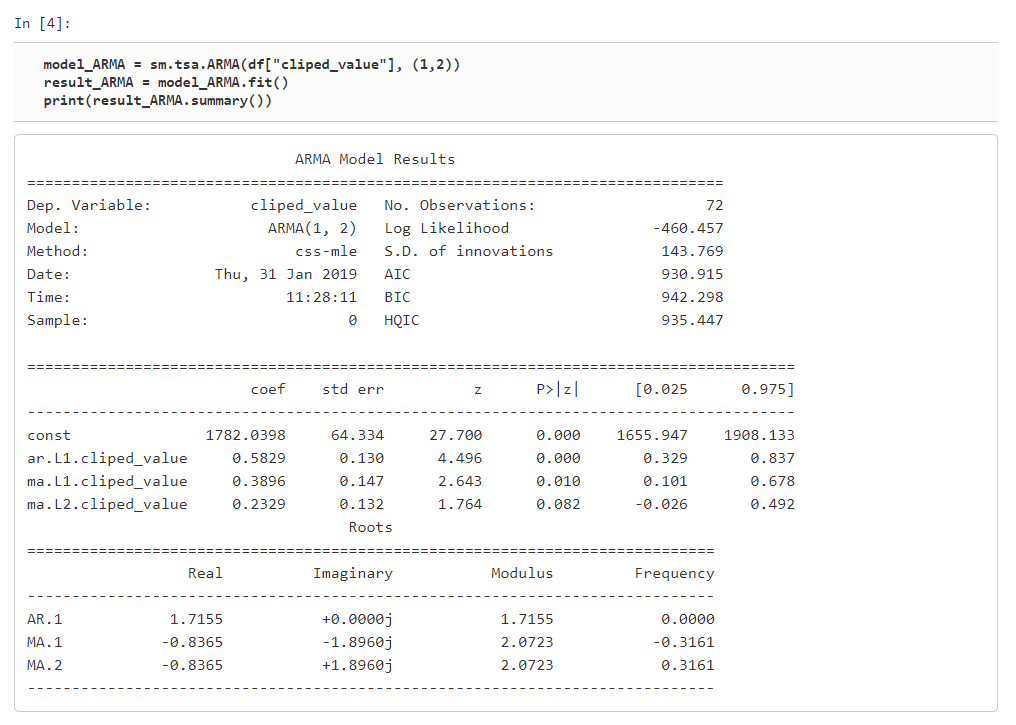 In [4]:
model_ARMA = sm.tsa.ARMA(df["cliped_value"], (1,2))
result_ARMA = model_ARMA.fit()
print(result_ARMA.summary())
ARMA Model Results
==============================================================================
Dep. Variable: cliped_value No. Observations: 72
Model: ARMA(1, 2) Log Likelihood -460.457
Method: css-mle S.D. of innovations 143.769
Date: Thu, 31 Jan 2019 AIC 930.915
Time: 11:28:11 BIC 942.298
Sample: 0 HQIC 935.447
======================================================================================
coef std err z P>|z| [0.025 0.975]
--------------------------------------------------------------------------------------
const 1782.0398 64.334 27.700 0.000 1655.947 1908.133
ar.L1.cliped_value 0.5829 0.130 4.496 0.000 0.329 0.837
ma.L1.cliped_value 0.3896 0.147 2.643 0.010 0.101 0.678
ma.L2.cliped_value 0.2329 0.132 1.764 0.082 -0.026 0.492
Roots
=============================================================================
Real Imaginary Modulus Frequency
-----------------------------------------------------------------------------
AR.1 1.7155 +0.0000j 1.7155 0.0000
MA.1 -0.8365 -1.8960j 2.0723 -0.3161
MA.2 -0.8365 +1.8960j 2.0723 0.3161
-----------------------------------------------------------------------------